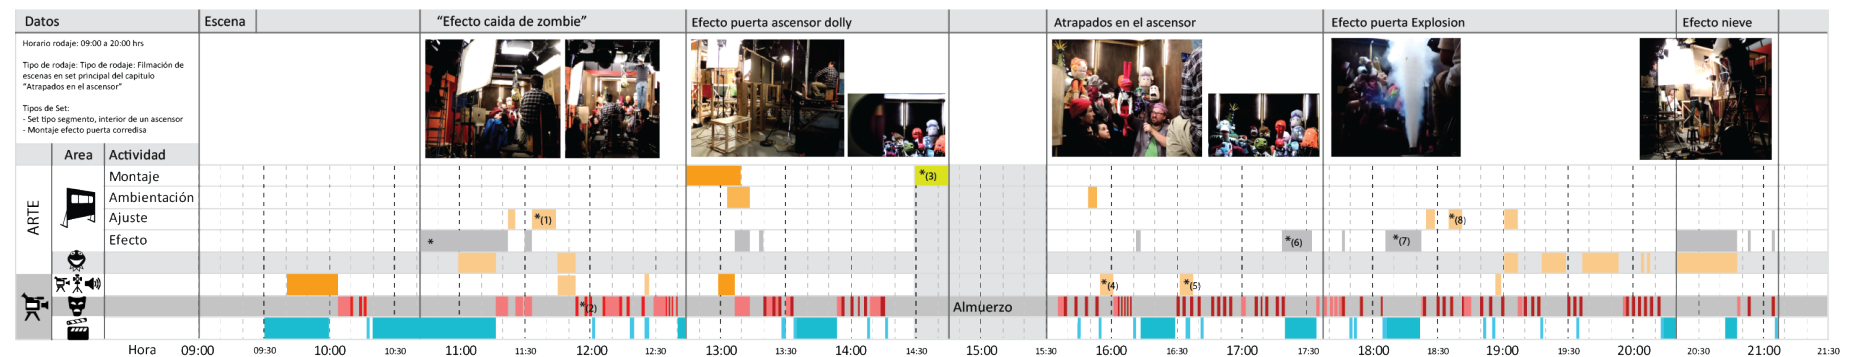 Datos
Escena
“Efecto caida de zombie”
Efecto puerta ascensor dolly
Atrapados en el ascensor
Efecto puerta Explosion
Efecto nieve
Horario rodaje: 09:00 a 20:00 hrs
Tipo de rodaje: Tipo de rodaje: Filmación de
escenas en set principal del capitulo
“Atrapados en el ascensor”
Tipos de Set:
- Set tipo segmento, interior de un ascensor
- Montaje efecto puerta corredisa
Area
Actividad
ARTE
Montaje
*(3)
Ambientación
Ajuste
*(1)
*(8)
Efecto
*
*(6)
*(7)
*(4)
*(5)
*(2)
Almuerzo
Hora
09:00
09:30
10:00
10:30
11:00
11:30
12:00
12:30
13:00
13:30
14:00
14:30
15:00
15:30
16:00
16:30
17:00
17:30
18:00
18:30
19:00
19:30
20:00
20:30
21:00
21:30